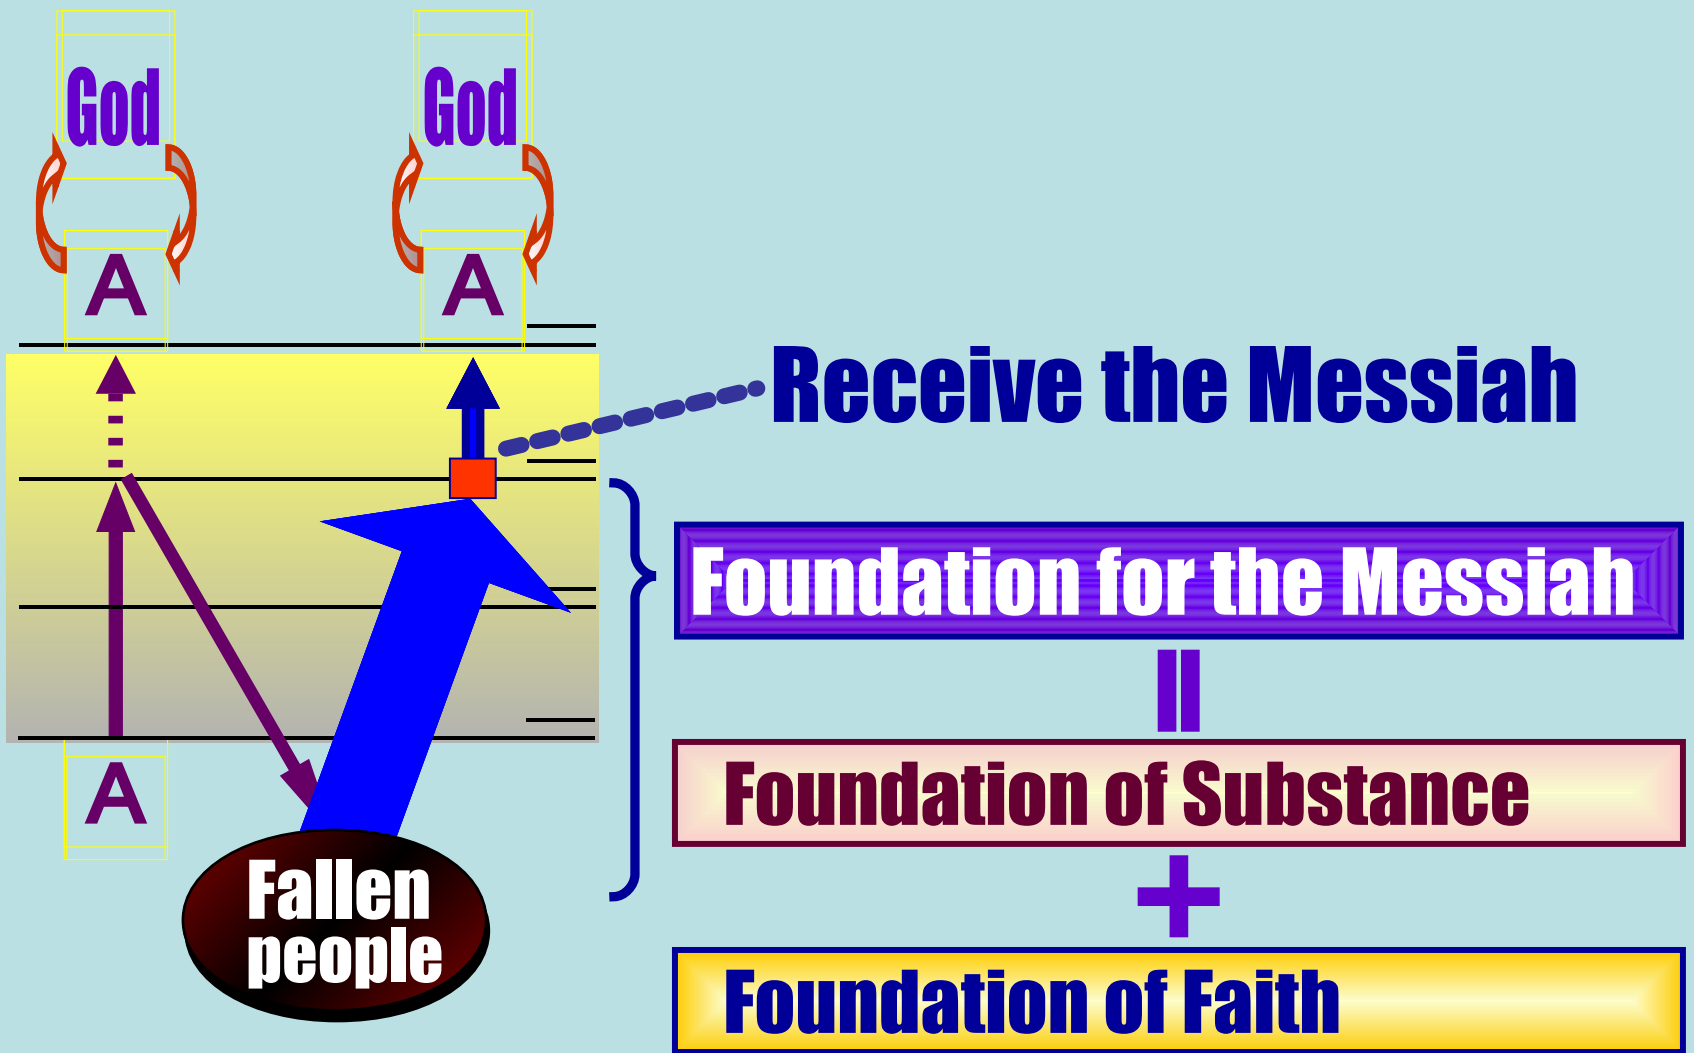 God
God
A
A
Receive the Messiah
Foundation for the Messiah
=
Foundation of Substance
+
Foundation of Faith
A
Fallen
people